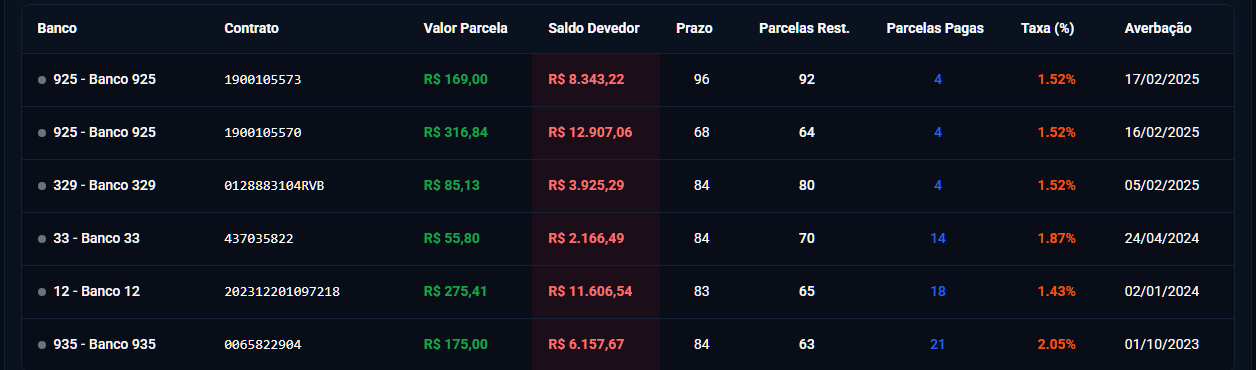 Banco Contrato Valor Parcela Saldo Devedor Prazo Parcelas Rest. Parcelas Pagas Taxa (%) Averbação
925 - Banco 925 1900105573 R$ 169,00 R$ 8.343,22 96 92 4 1.52% 17/02/2025
925 - Banco 925 1900105570 R$ 316,84 R$ 12.907,06 68 64 4 1.52% 16/02/2025
329 - Banco 329 0128883104RVB R$ 85,13 R$ 3.925,29 84 80 4 1.52% 05/02/2025
33 - Banco 33 437035822 R$ 55,80 R$ 2.166,49 84 70 14 1.87% 24/04/2024
12 - Banco 12 202312201097218 R$ 275,41 R$ 11.606,54 83 65 18 1.43% 02/01/2024
935 - Banco 935 0065822904 R$ 175,00 R$ 6.157,67 84 63 21 2.05% 01/10/2023